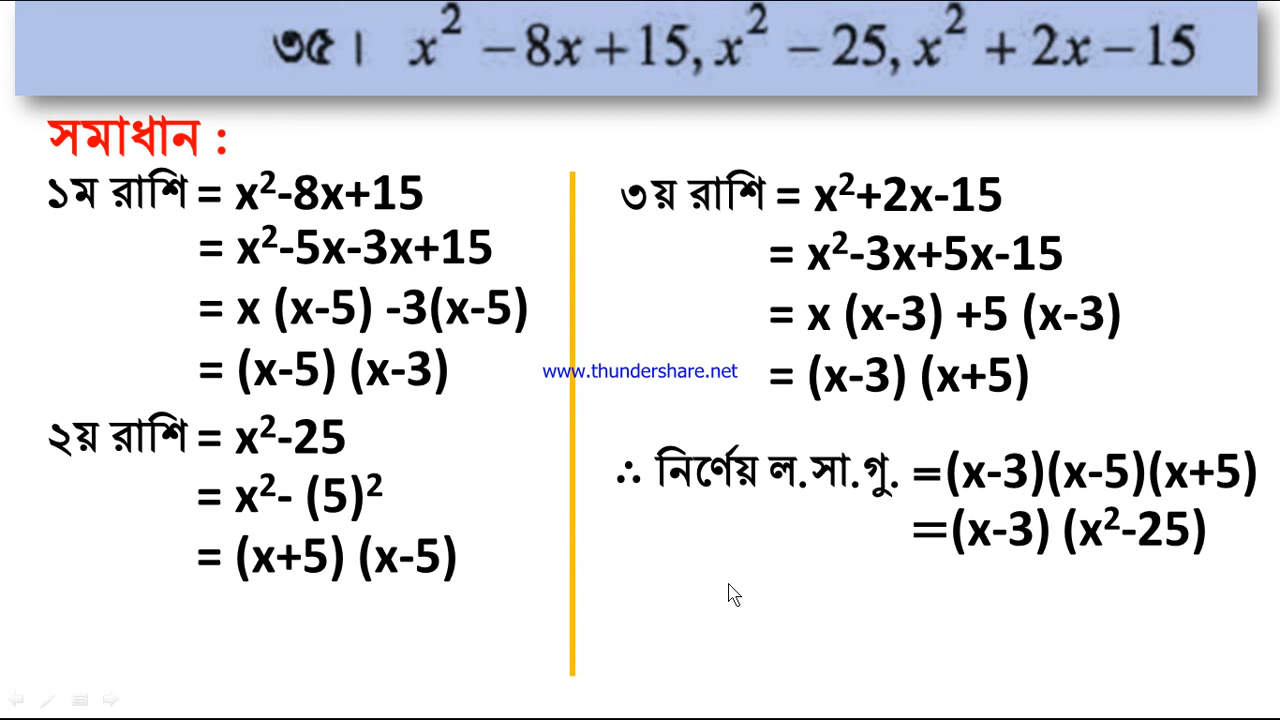 ৩৫। x² − 8x + 15, x² − 25, x² + 2x − 15
সমাধান :
১ম রাশি = x²-8x+15
= x²-5x-3x+15
= x (x-5) -3(x-5)
= (x-5) (x-3)
২য় রাশি = x²-25
= x²- (5)²
= (x+5) (x-5)
৩য় রাশি = x²+2x-15
= x²-3x+5x-15
= x (x-3) +5 (x-3)
= (x-3) (x+5)
∴ নির্ণেয় ল.সা.গু. =(x-3)(x-5)(x+5)
=(x-3) (x²-25)
www.thundershare.net